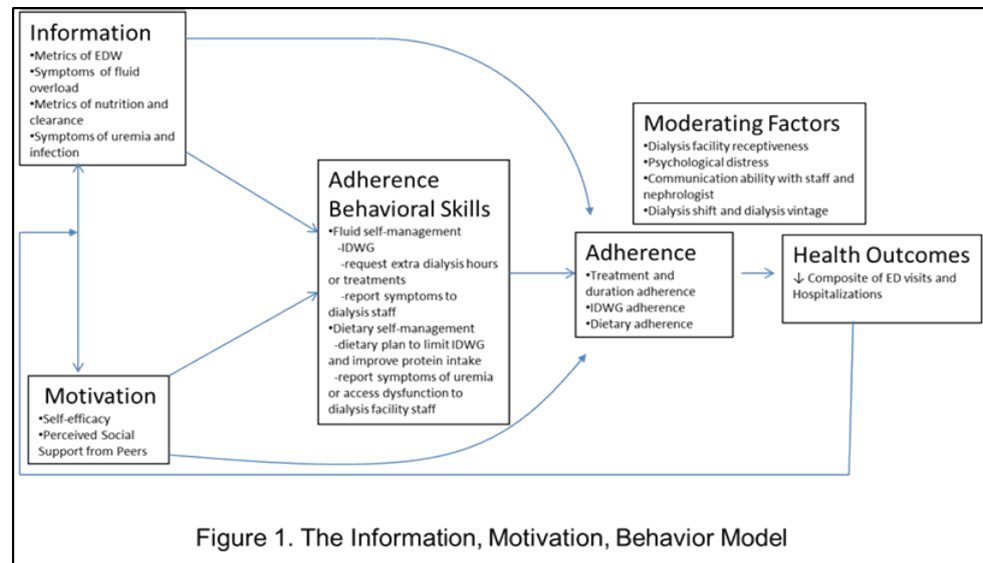 Information
•Metrics of EDW
•Symptoms of fluid
overload
•Metrics of nutrition and
clearance
•Symptoms of uremia and
infection
Moderating Factors
•Dialysis facility receptiveness
•Psychological distress
•Communication ability with staff and
nephrologist
•Dialysis shift and dialysis vintage
Adherence
Behavioral Skills
•Fluid self-management
-IDWG
-request extra dialysis hours
or treatments
-report symptoms to
dialysis staff
•Dietary self-management
-dietary plan to limit IDWG
and improve protein intake
-report symptoms of uremia
or access dysfunction to
dialysis facility staff
Adherence
•Treatment and
duration adherence
•IDWG adherence
•Dietary adherence
Health Outcomes
↓ Composite of ED visits and
Hospitalizations
Motivation
•Self-efficacy
•Perceived Social
Support from Peers
Figure 1. The Information, Motivation, Behavior Model